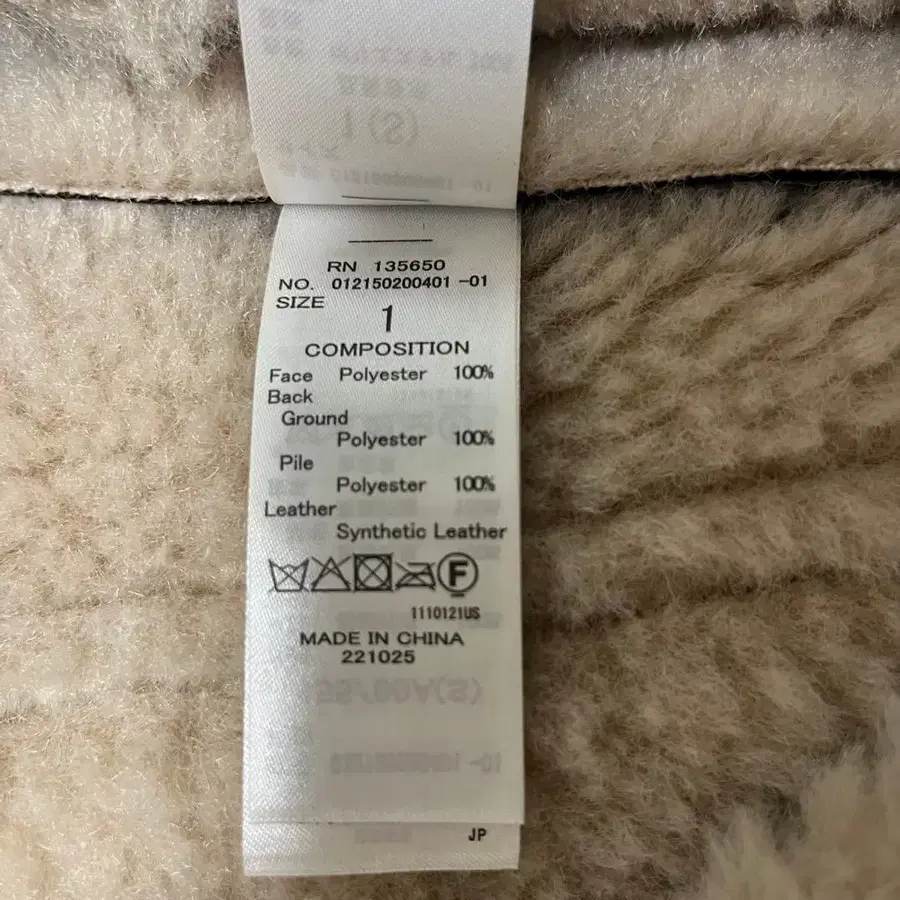 RN 135650
NO. 012150200401 -01
SIZE
1
COMPOSITION
Face Polyester 100%
Back
Ground
Polyester 100%
Pile
Polyester 100%
Leather
Synthetic Leather
F
1110121US
MADE IN CHINA
221025
JP